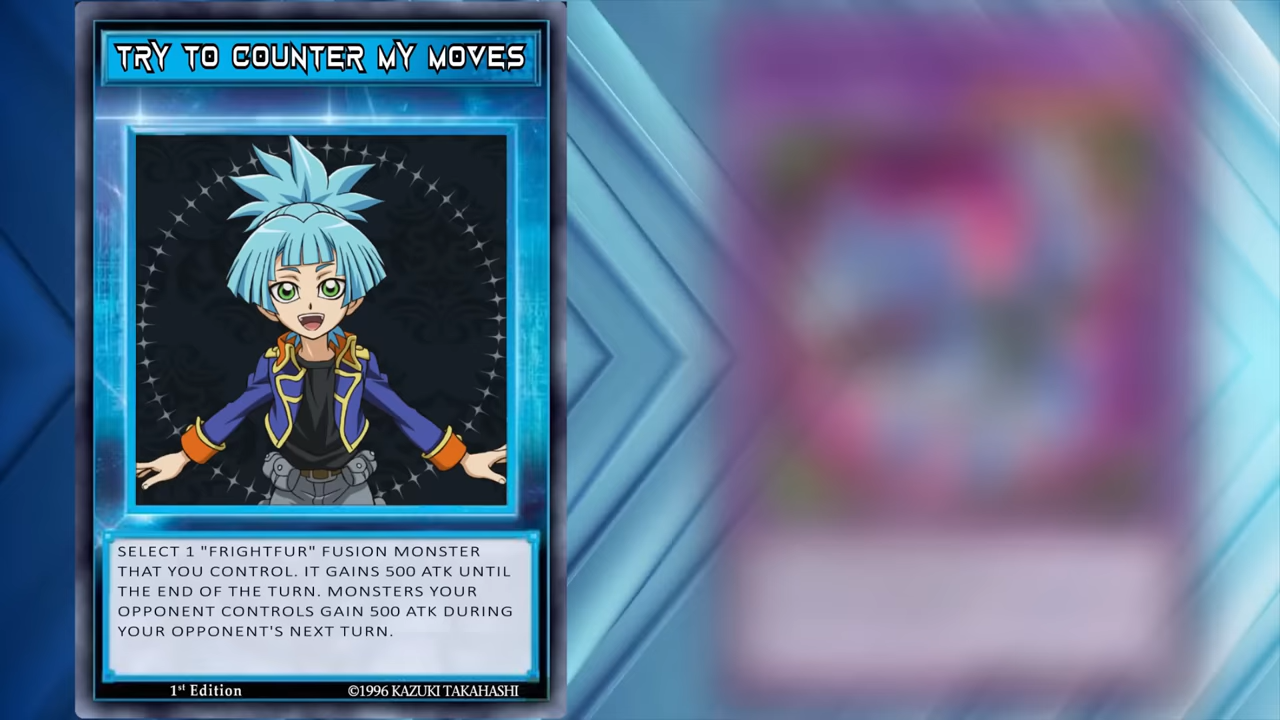 TRY TO COUNTER MY MOVES
SELECT 1 "FRIGHTFUR" FUSION MONSTER
THAT YOU CONTROL. IT GAINS 500 ATK UNTIL
THE END OF THE TURN. MONSTERS YOUR
OPPONENT CONTROLS GAIN 500 ATK DURING
YOUR OPPONENT'S NEXT TURN.
1st Edition ©1996 KAZUKI TAKAHASHI